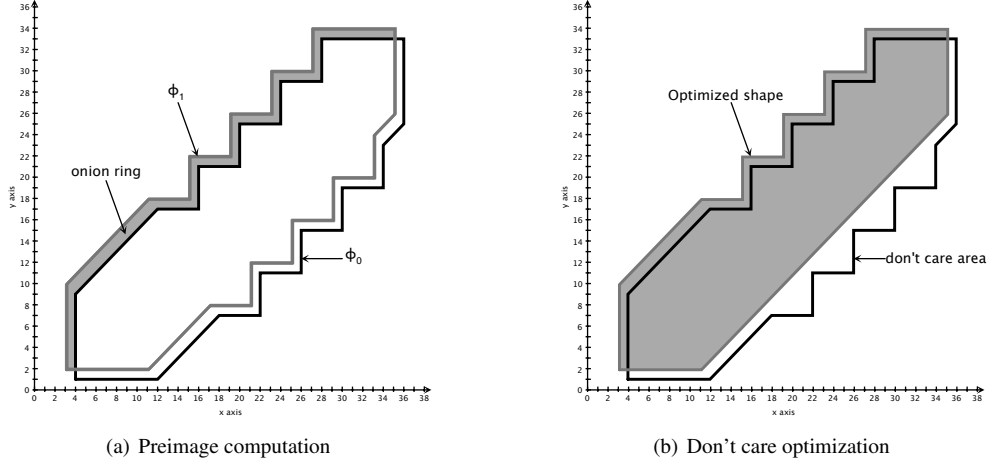 36
34
32
30
28
26
24
22
20
18
16
14
12
10
8
6
4
2
0
y axis
0 2 4 6 8 10 12 14 16 18 20 22 24 26 28 30 32 34 36 38
x axis
ϕ1
onion ring
ϕ0
(a) Preimage computation
36
34
32
30
28
26
24
22
20
18
16
14
12
10
8
6
4
2
0
y axis
0 2 4 6 8 10 12 14 16 18 20 22 24 26 28 30 32 34 36 38
x axis
Optimized shape
don't care area
(b) Don't care optimization